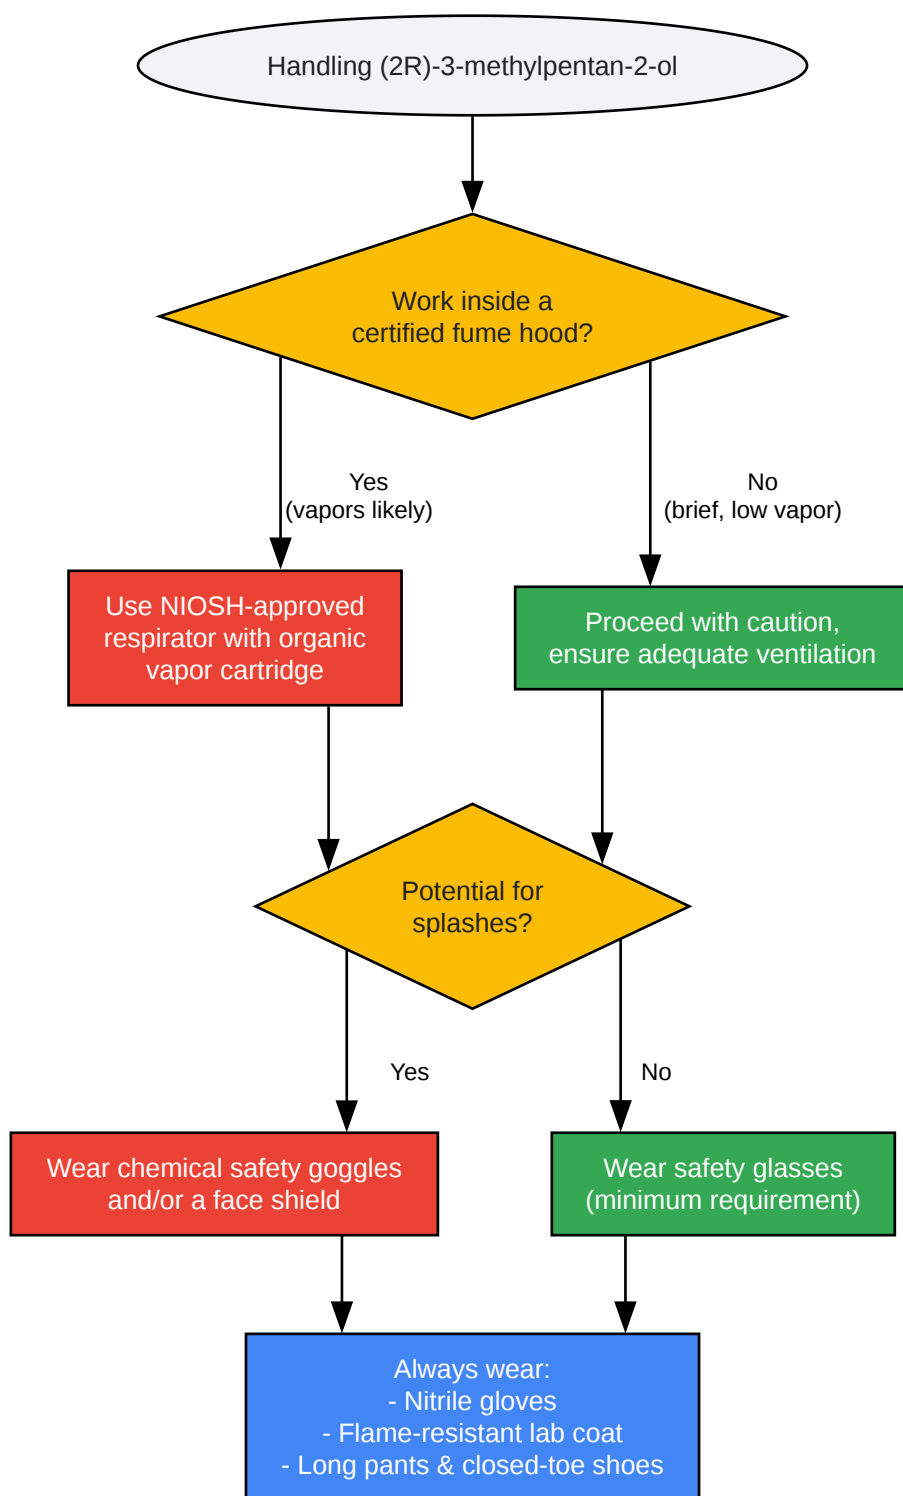 Handling (2R)-3-methylpentan-2-ol
Work inside a
certified fume hood?
Yes
(vapors likely)
No
(brief, low vapor)
Use NIOSH-approved
respirator with organic
vapor cartridge
Proceed with caution,
ensure adequate ventilation
Potential for
splashes?
Yes
No
Wear chemical safety goggles
and/or a face shield
Wear safety glasses
(minimum requirement)
Always wear:
- Nitrile gloves
- Flame-resistant lab coat
- Long pants & closed-toe shoes